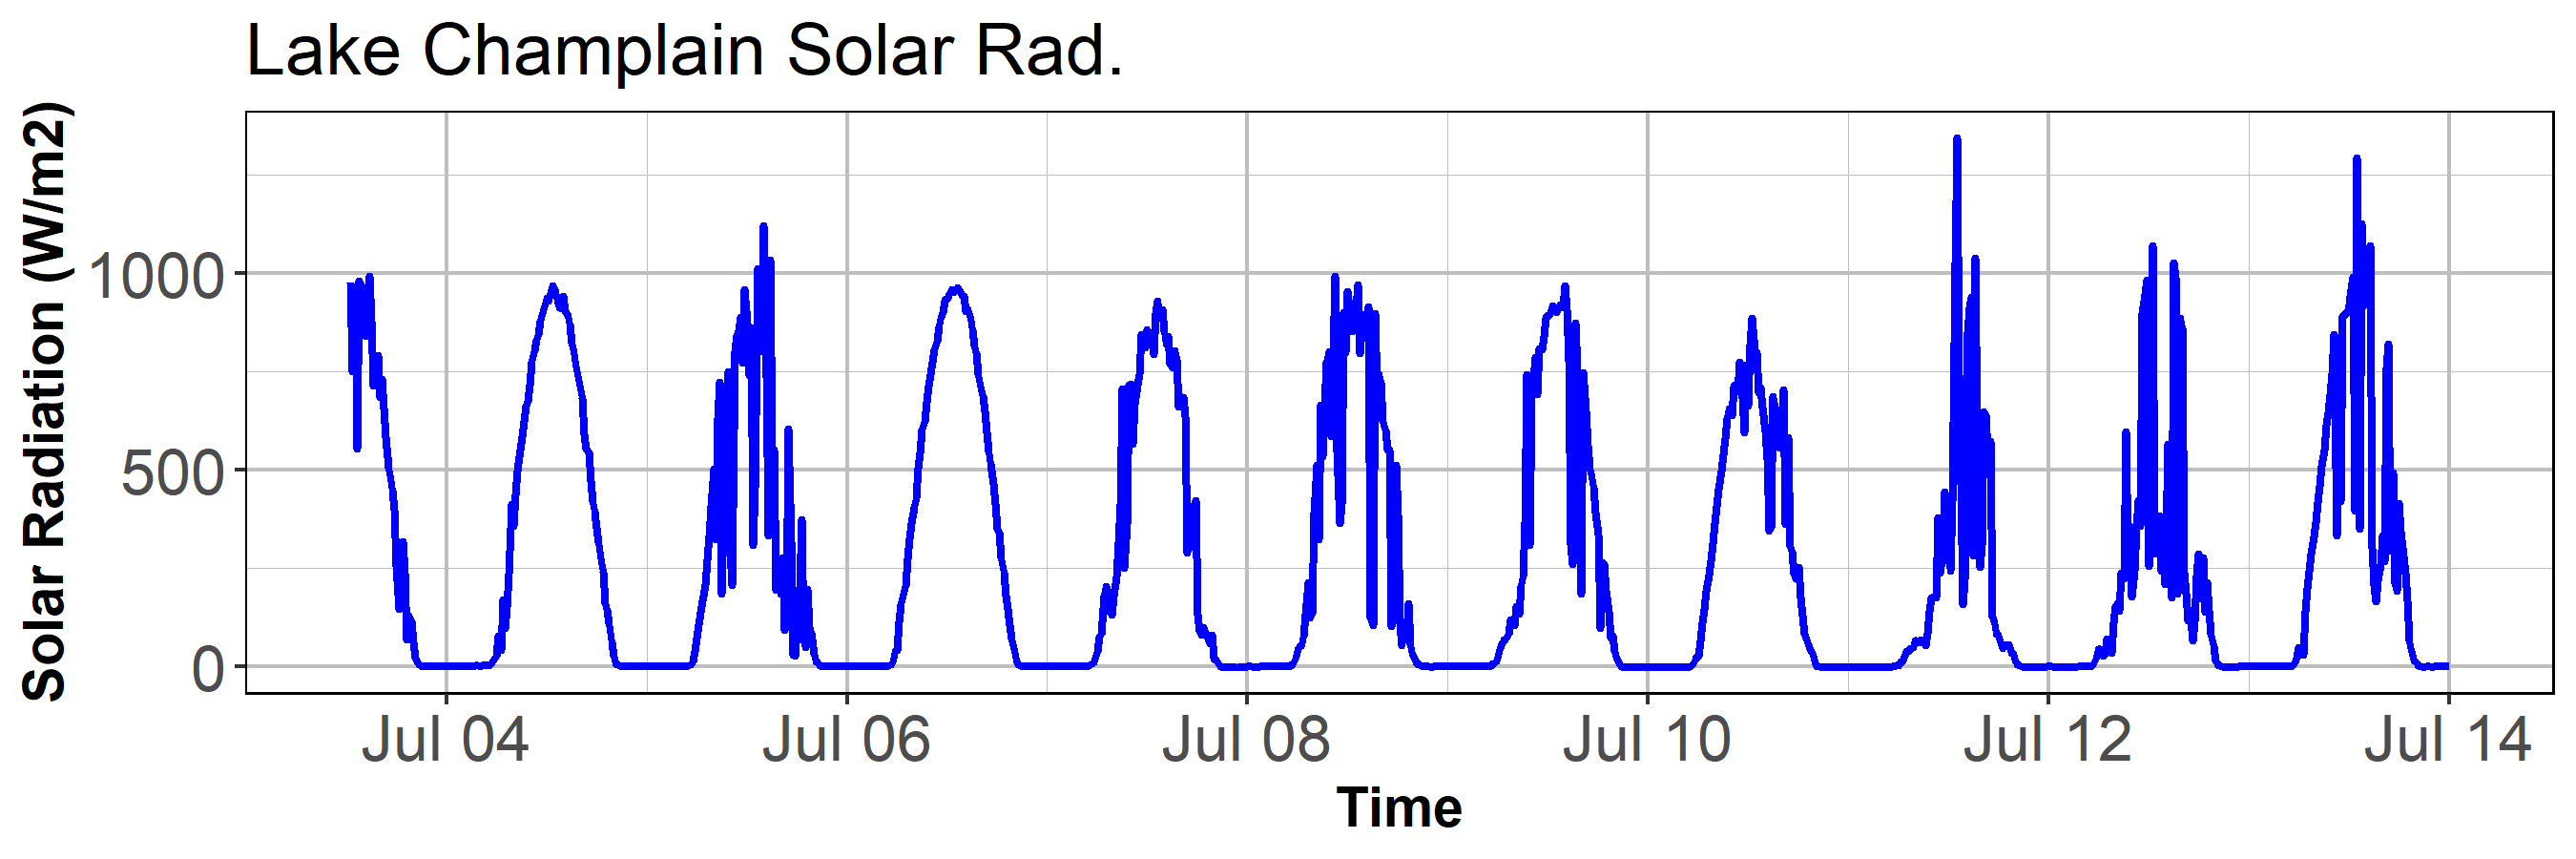 Lake Champlain Solar Rad.
Solar Radiation (W/m2)
1000
500
0
Jul 04 Jul 06 Jul 08 Jul 10 Jul 12 Jul 14
Time